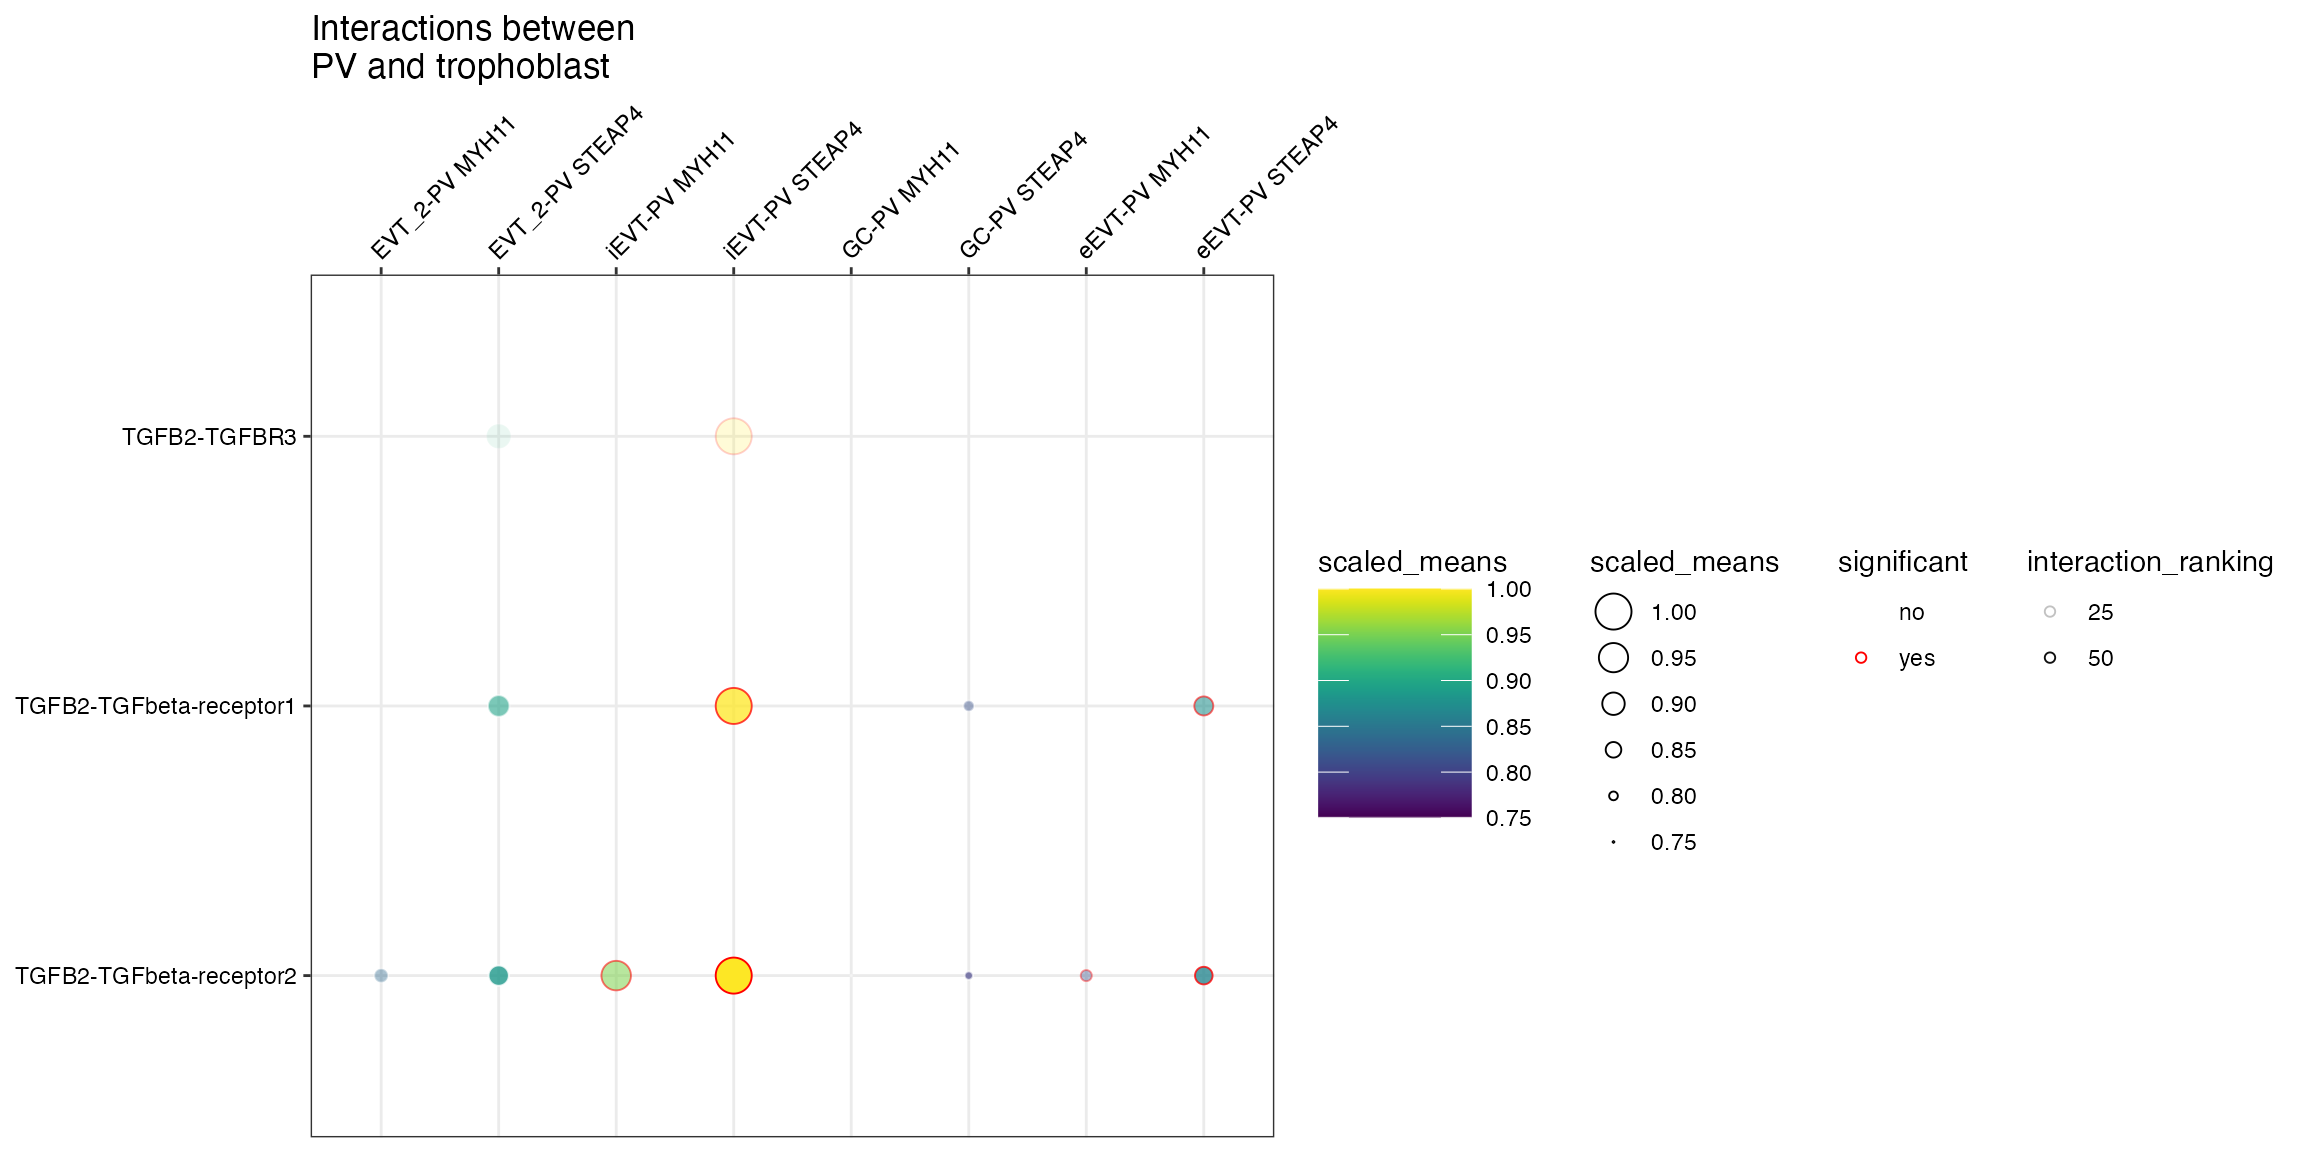 Interactions between
PV and trophoblast
EVT_2-PV MYH11
EVT_2-PV STEAP4
iEVT-PV MYH11
iEVT-PV STEAP4
GC-PV MYH11
GC-PV STEAP4
eEVT-PV MYH11
eEVT-PV STEAP4
TGFB2-TGFBR3
TGFB2-TGFbeta-receptor1
TGFB2-TGFbeta-receptor2
scaled_means
1.00
0.95
0.90
0.85
0.80
0.75
scaled_means
1.00
0.95
0.90
0.85
0.80
0.75
significant
no
yes
interaction_ranking
25
50